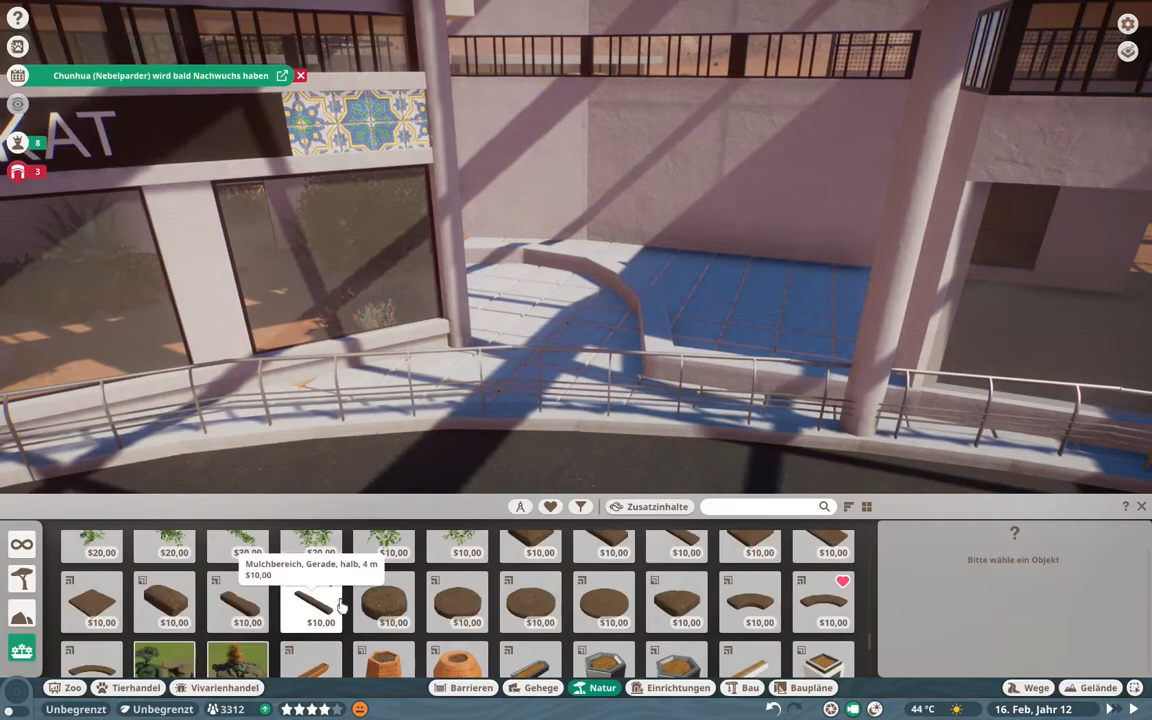 Chunhua (Nebelparder) wird bald Nachwuchs haben
KAT
8
3
Zusatzinhalte
?
Bitte wähle ein Objekt
$20,00 $20,00 $20,00 $10,00 $10,00 $10,00 $10,00 $10,00 $10,00 $10,00
Mulchbereich, Gerade, halb, 4 m
$10,00
$10,00 $10,00 $10,00 $10,00 $10,00 $10,00 $10,00 $10,00 $10,00 $10,00 $10,00
Zoo Tierhandel Vivarienhandel Barrieren Gehege Natur Einrichtungen Bau Baupläne Wege Gelände
Unbegrenzt Unbegrenzt 3312 44 °C 16. Feb, Jahr 12